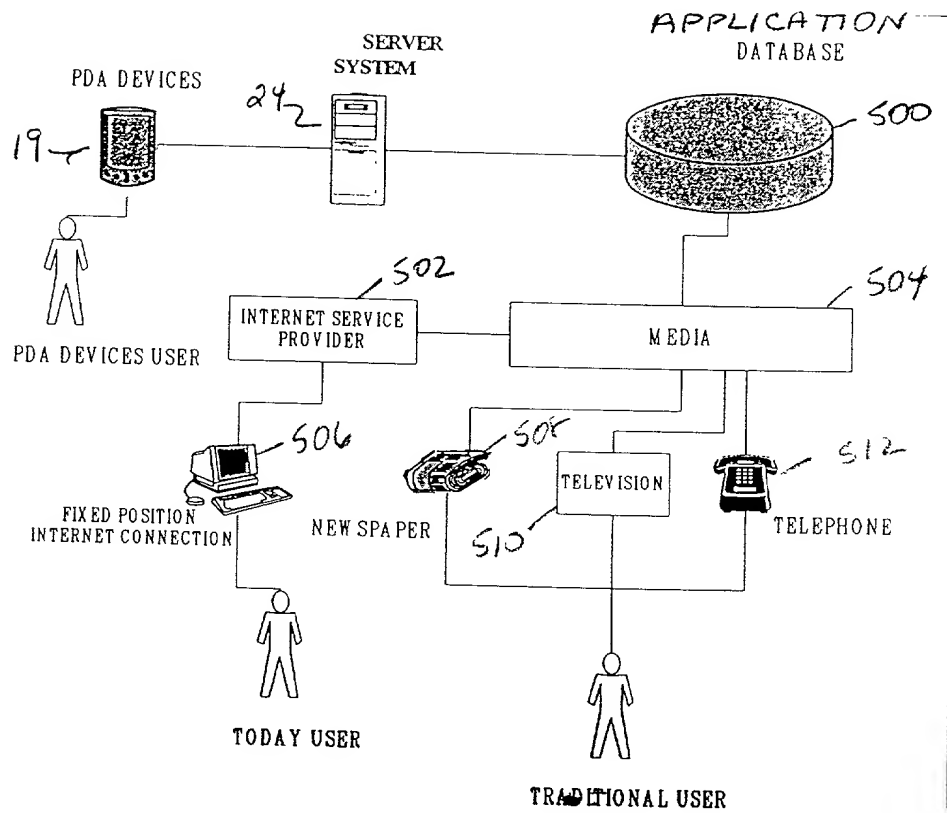 APPLICATION
DATABASE
SERVER
SYSTEM
PDA DEVICES
24
500
19
502
504
INTERNET SERVICE
PROVIDER
MEDIA
PDA DEVICES USER
506
508
512
TELEVISION
FIXED POSITION
INTERNET CONNECTION
NEWSPAPER
510
TELEPHONE
TODAY USER
TRADITIONAL USER